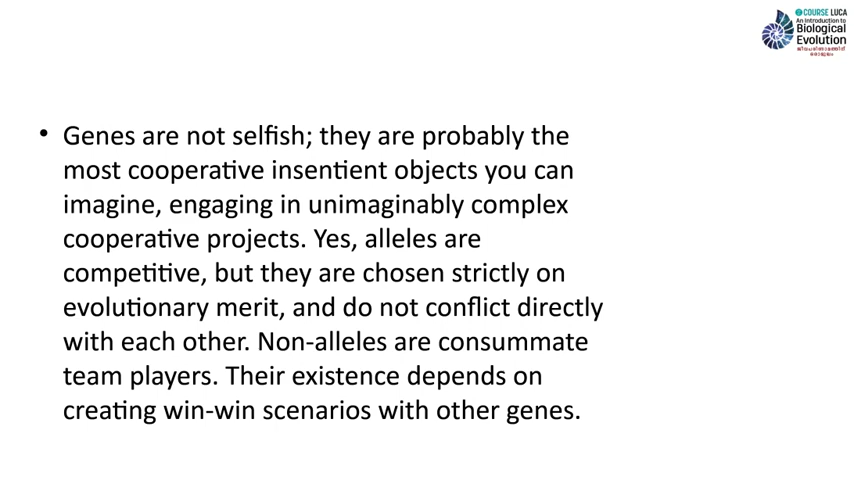 COURSE LUCA
An Introduction to
Biological
Evolution
• Genes are not selfish; they are probably the
most cooperative insentient objects you can
imagine, engaging in unimaginably complex
cooperative projects. Yes, alleles are
competitive, but they are chosen strictly on
evolutionary merit, and do not conflict directly
with each other. Non-alleles are consummate
team players. Their existence depends on
creating win-win scenarios with other genes.